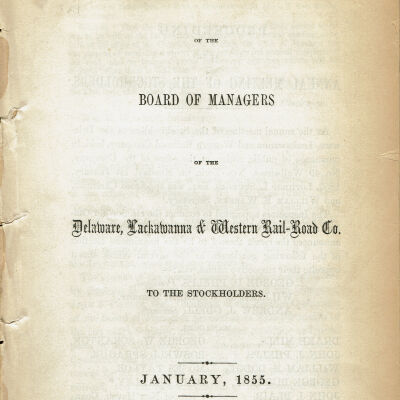 OF THE
BOARD OF MANAGERS
OF THE
Delaware, Lackawanna & Western Rail-Road Co.
TO THE STOCKHOLDERS.
JANUARY, 1855.